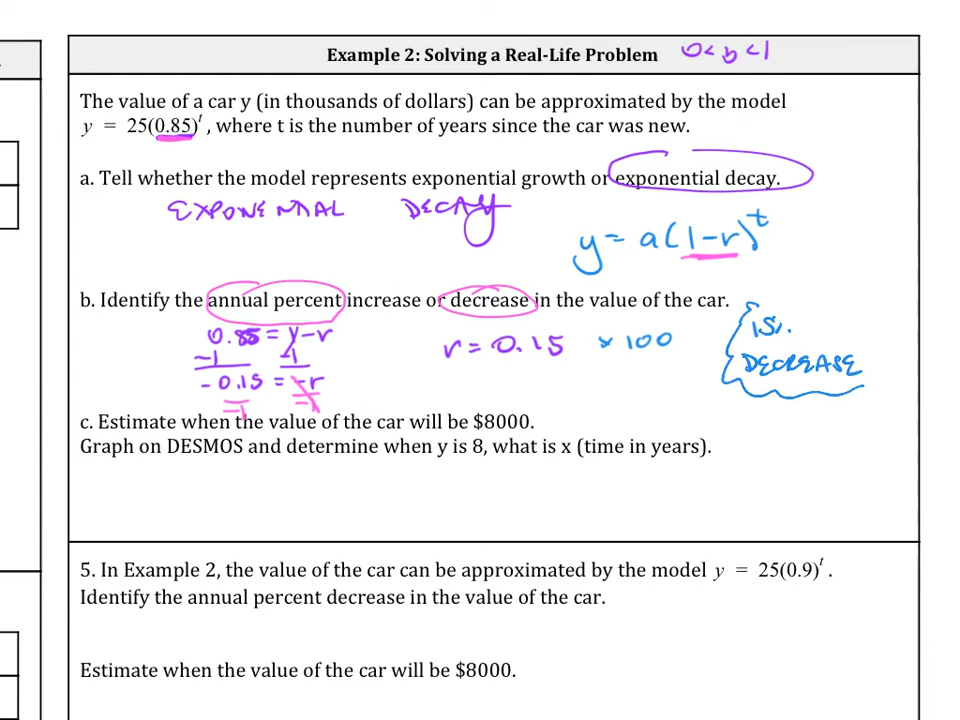 Example 2: Solving a Real-Life Problem 0<b<1
The value of a car y (in thousands of dollars) can be approximated by the model
y = 25(0.85)^t , where t is the number of years since the car was new.
a. Tell whether the model represents exponential growth or exponential decay.
EXPONENTIAL DECAY
y = a(1-r)^t
b. Identify the annual percent increase or decrease in the value of the car.
0.85 = 1-r
-1 -1
-0.15 = -r
-1 -1
r = 0.15 × 100
DECREASE
c. Estimate when the value of the car will be $8000.
Graph on DESMOS and determine when y is 8, what is x (time in years).
5. In Example 2, the value of the car can be approximated by the model y = 25(0.9)^t .
Identify the annual percent decrease in the value of the car.
Estimate when the value of the car will be $8000.